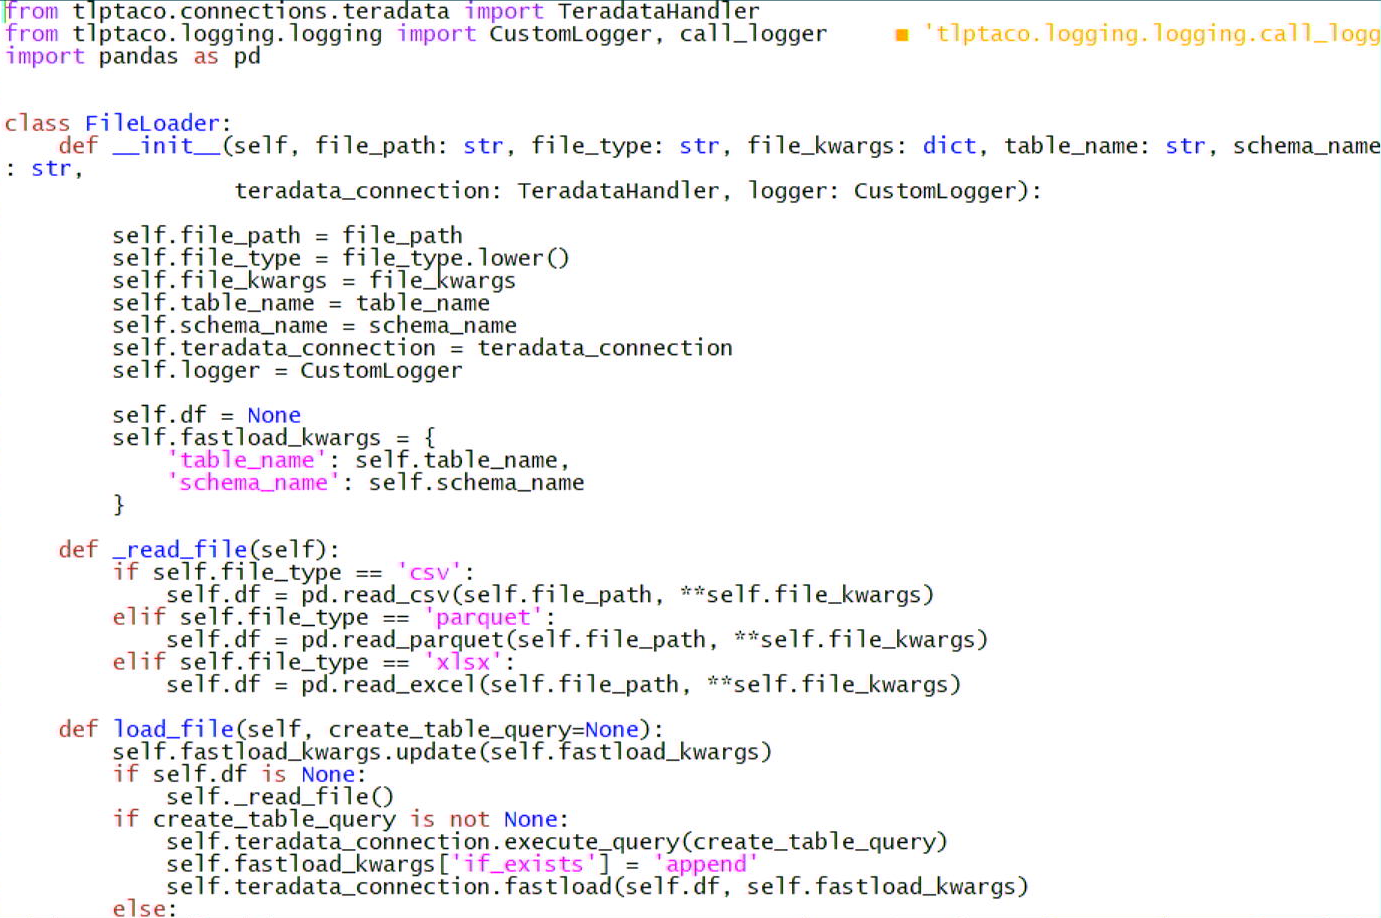 from tlptaco.connections.teradata import TeradataHandler
from tlptaco.logging.logging import CustomLogger, call_logger     ■ 'tlptaco.logging.logging.call_logg
import pandas as pd


class FileLoader:
    def __init__(self, file_path: str, file_type: str, file_kwargs: dict, table_name: str, schema_name
: str,
                 teradata_connection: TeradataHandler, logger: CustomLogger):

        self.file_path = file_path
        self.file_type = file_type.lower()
        self.file_kwargs = file_kwargs
        self.table_name = table_name
        self.schema_name = schema_name
        self.teradata_connection = teradata_connection
        self.logger = CustomLogger

        self.df = None
        self.fastload_kwargs = {
            'table_name': self.table_name,
            'schema_name': self.schema_name
        }

    def _read_file(self):
        if self.file_type == 'csv':
            self.df = pd.read_csv(self.file_path, **self.file_kwargs)
        elif self.file_type == 'parquet':
            self.df = pd.read_parquet(self.file_path, **self.file_kwargs)
        elif self.file_type == 'xlsx':
            self.df = pd.read_excel(self.file_path, **self.file_kwargs)

    def load_file(self, create_table_query=None):
        self.fastload_kwargs.update(self.fastload_kwargs)
        if self.df is None:
            self._read_file()
        if create_table_query is not None:
            self.teradata_connection.execute_query(create_table_query)
            self.fastload_kwargs['if_exists'] = 'append'
            self.teradata_connection.fastload(self.df, self.fastload_kwargs)
        else: